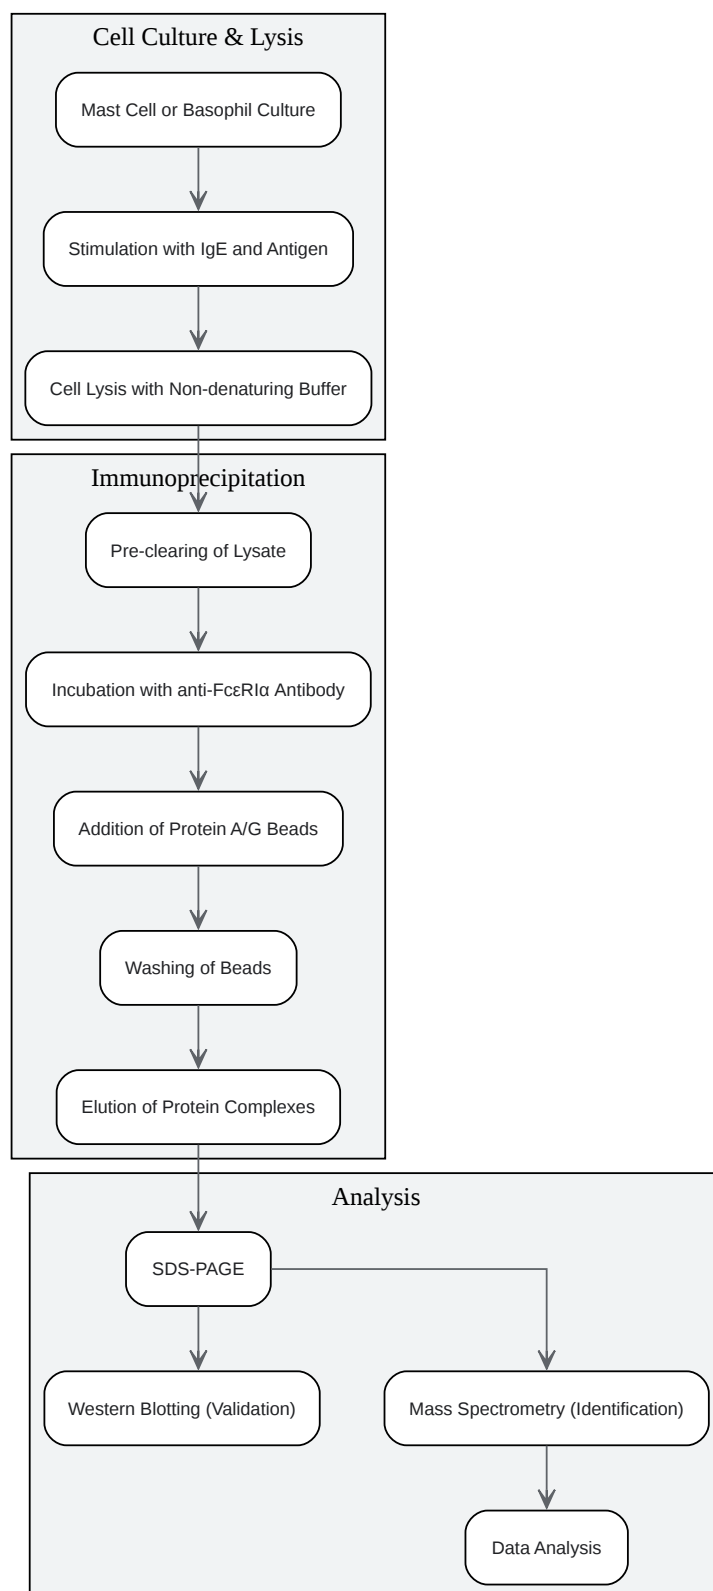 Cell Culture & Lysis
Mast Cell or Basophil Culture
Stimulation with IgE and Antigen
Cell Lysis with Non-denaturing Buffer
Immunoprecipitation
Pre-clearing of Lysate
Incubation with anti-FcεRIα Antibody
Addition of Protein A/G Beads
Washing of Beads
Elution of Protein Complexes
Analysis
SDS-PAGE
Western Blotting (Validation)
Mass Spectrometry (Identification)
Data Analysis